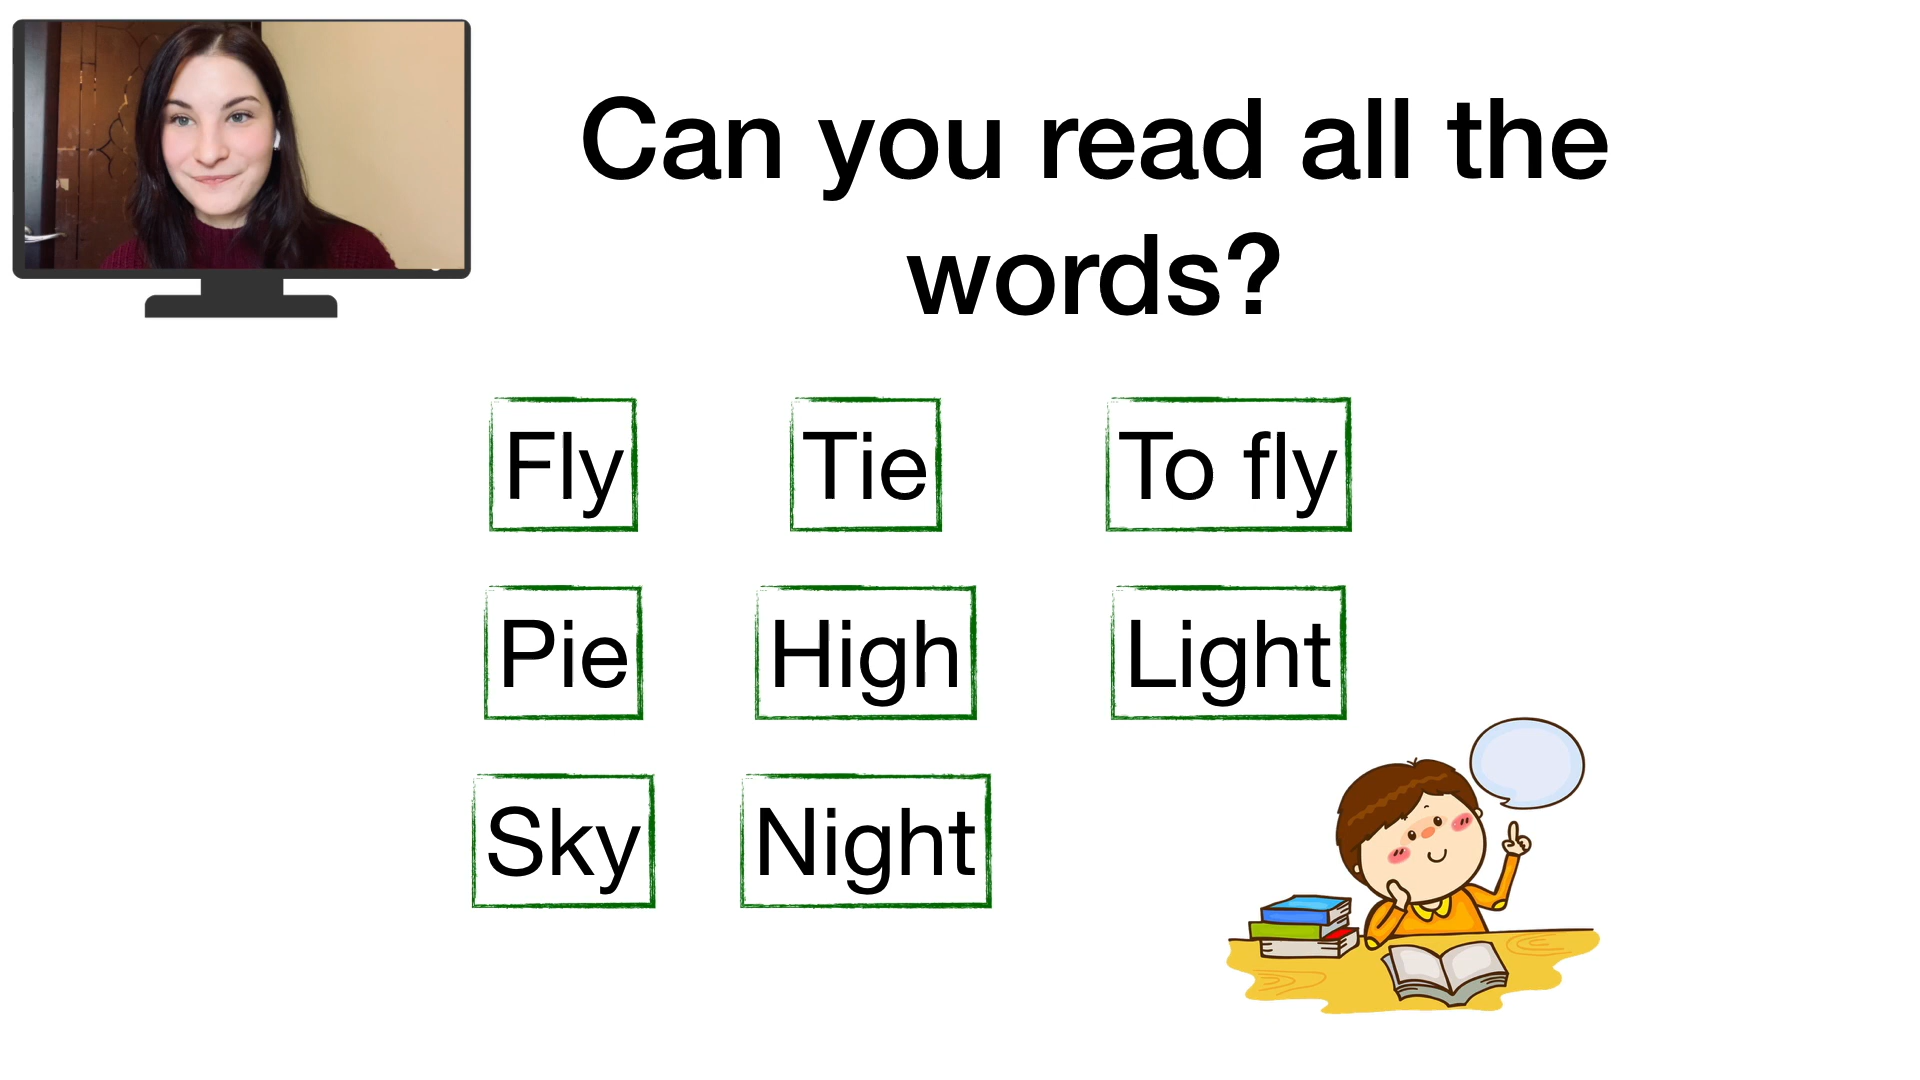 Can you read all the
words?
Fly
Tie
To fly
Pie
High
Light
Sky
Night